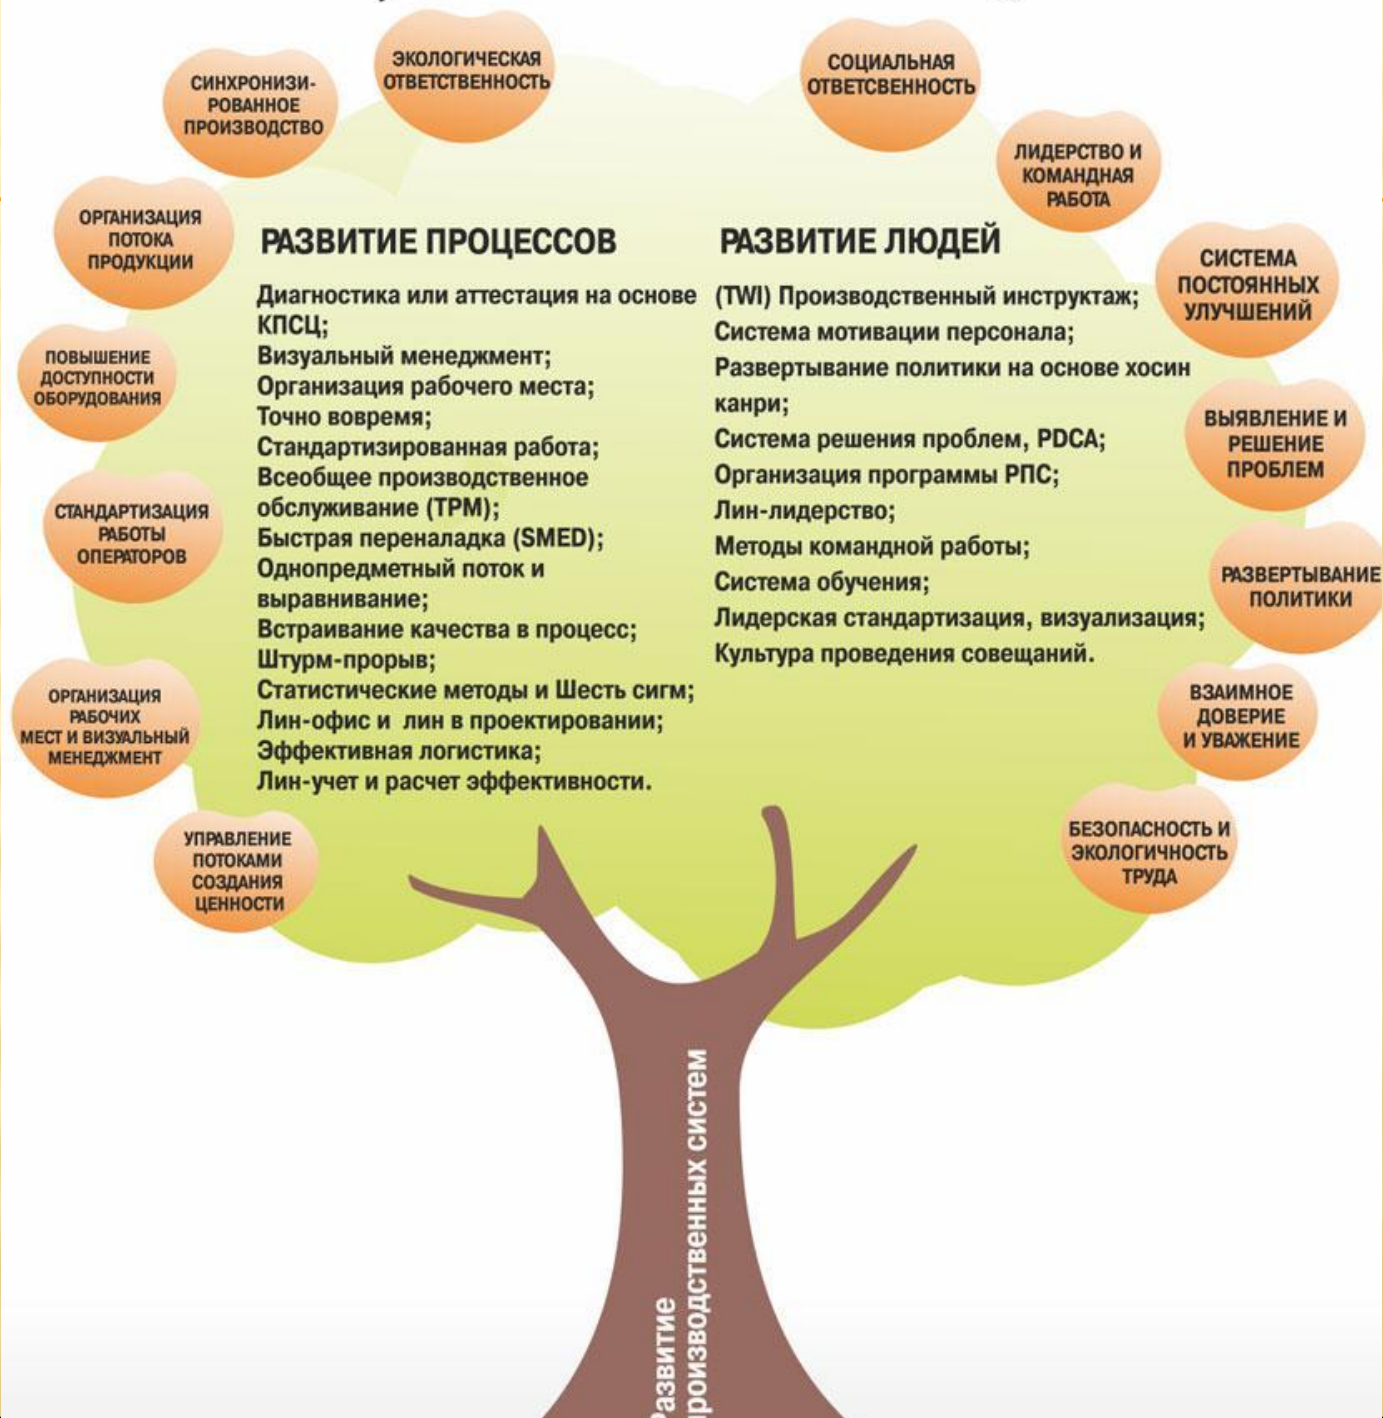 ЭКОЛОГИЧЕСКАЯ
ОТВЕТСТВЕННОСТЬ
СИНХРОНИЗИ-
РОВАННОЕ
ПРОИЗВОДСТВО
ОРГАНИЗАЦИЯ
ПОТОКА
ПРОДУКЦИИ
ПОВЫШЕНИЕ
ДОСТУПНОСТИ
ОБОРУДОВАНИЯ
СТАНДАРТИЗАЦИЯ
РАБОТЫ
ОПЕРАТОРОВ
ОРГАНИЗАЦИЯ
РАБОЧИХ
МЕСТ И ВИЗУАЛЬНЫЙ
МЕНЕДЖМЕНТ
УПРАВЛЕНИЕ
ПОТОКАМИ
СОЗДАНИЯ
ЦЕННОСТИ
РАЗВИТИЕ ПРОЦЕССОВ
Диагностика или аттестация на основе
КПСЦ;
Визуальный менеджмент;
Организация рабочего места;
Точно вовремя;
Стандартизированная работа;
Всеобщее производственное
обслуживание (TPM);
Быстрая переналадка (SMED);
Однопредметный поток и
выравнивание;
Встраивание качества в процесс;
Штурм-прорыв;
Статистические методы и Шесть сигм;
Лин-офис и лин в проектировании;
Эффективная логистика;
Лин-учет и расчет эффективности.
РАЗВИТИЕ ЛЮДЕЙ
(TWI) Производственный инструктаж;
Система мотивации персонала;
Развертывание политики на основе хосин
канри;
Система решения проблем, PDCA;
Организация программы РПС;
Лин-лидерство;
Методы командной работы;
Система обучения;
Лидерская стандартизация, визуализация;
Культура проведения совещаний.
СОЦИАЛЬНАЯ
ОТВЕТСВЕННОСТЬ
ЛИДЕРСТВО И
КОМАНДНАЯ
РАБОТА
СИСТЕМА
ПОСТОЯННЫХ
УЛУЧШЕНИЙ
ВЫЯВЛЕНИЕ И
РЕШЕНИЕ
ПРОБЛЕМ
РАЗВЕРТЫВАНИЕ
ПОЛИТИКИ
ВЗАИМНОЕ
ДОВЕРИЕ
И УВАЖЕНИЕ
БЕЗОПАСНОСТЬ И
ЭКОЛОГИЧНОСТЬ
ТРУДА
Развитие
производственных систем